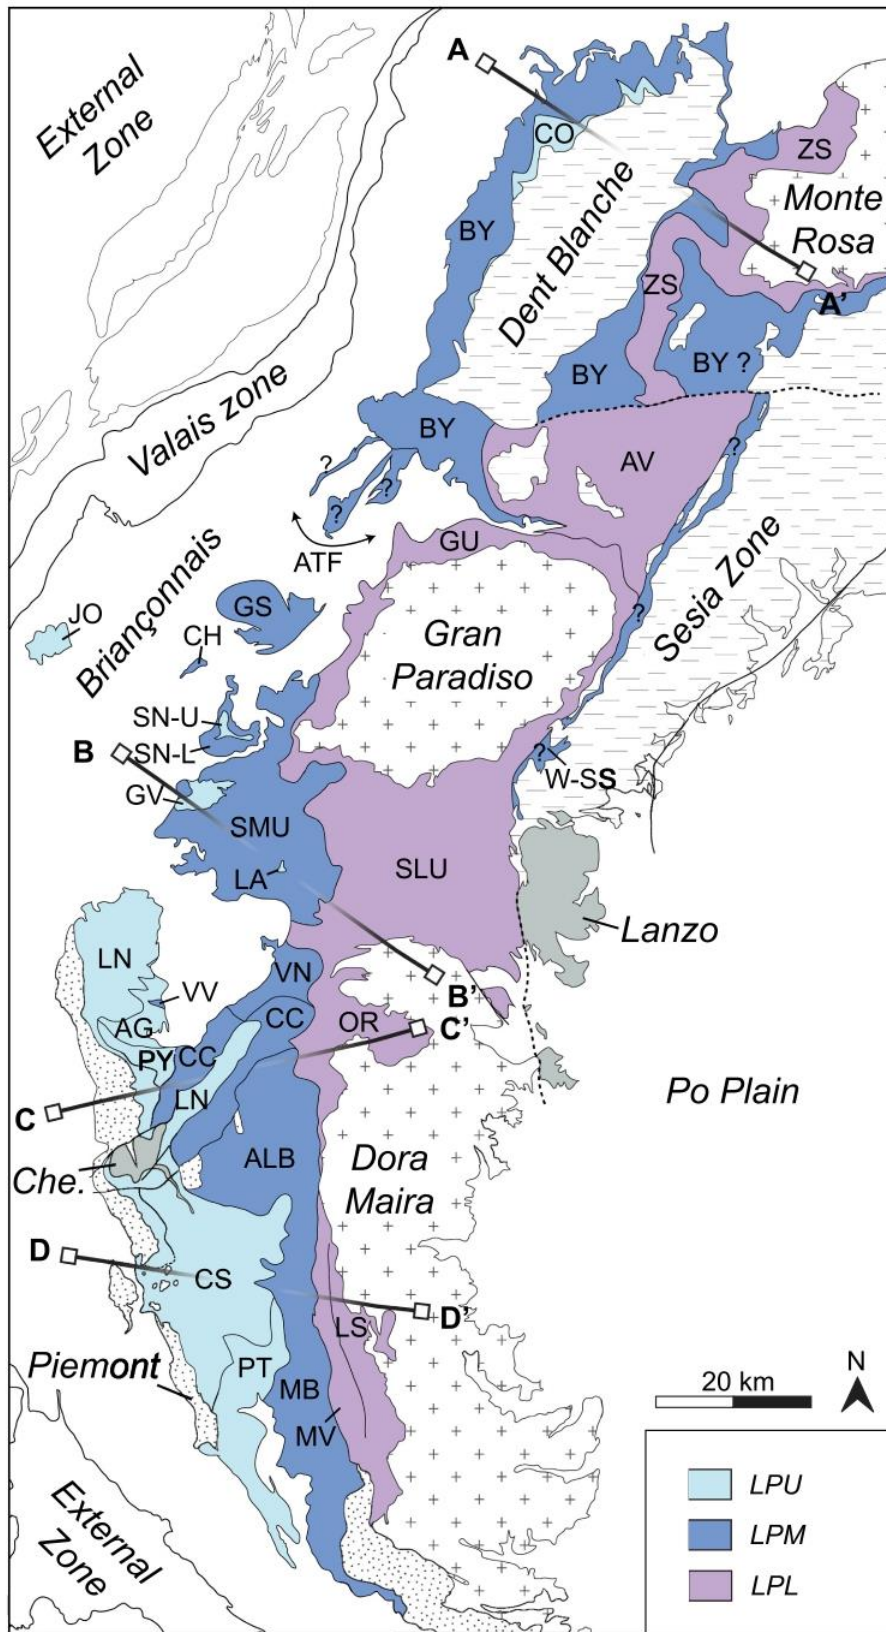 A
External
Zone
CO
ZS
Monte
Rosa
BY
Dent Blanche
ZS
A'
BY
BY ?
Valais zone
BY
AV
?
?
?
?
ATF
GU
Sesia Zone
Briançonnais
JO
GS
?
CH
Gran
Paradiso
SN-U
B
SN-L
?
W-SS
GV
SMU
LA
SLU
Lanzo
LN
VN
B'
VV
CC
OR
C'
AG
PY
CC
Po Plain
C
LN
ALB
Dora
Maira
Che.
D
CS
D'
LS
Piemont
PT
20 km
N
MB
MV
External
Zone
LPU
LPM
LPL